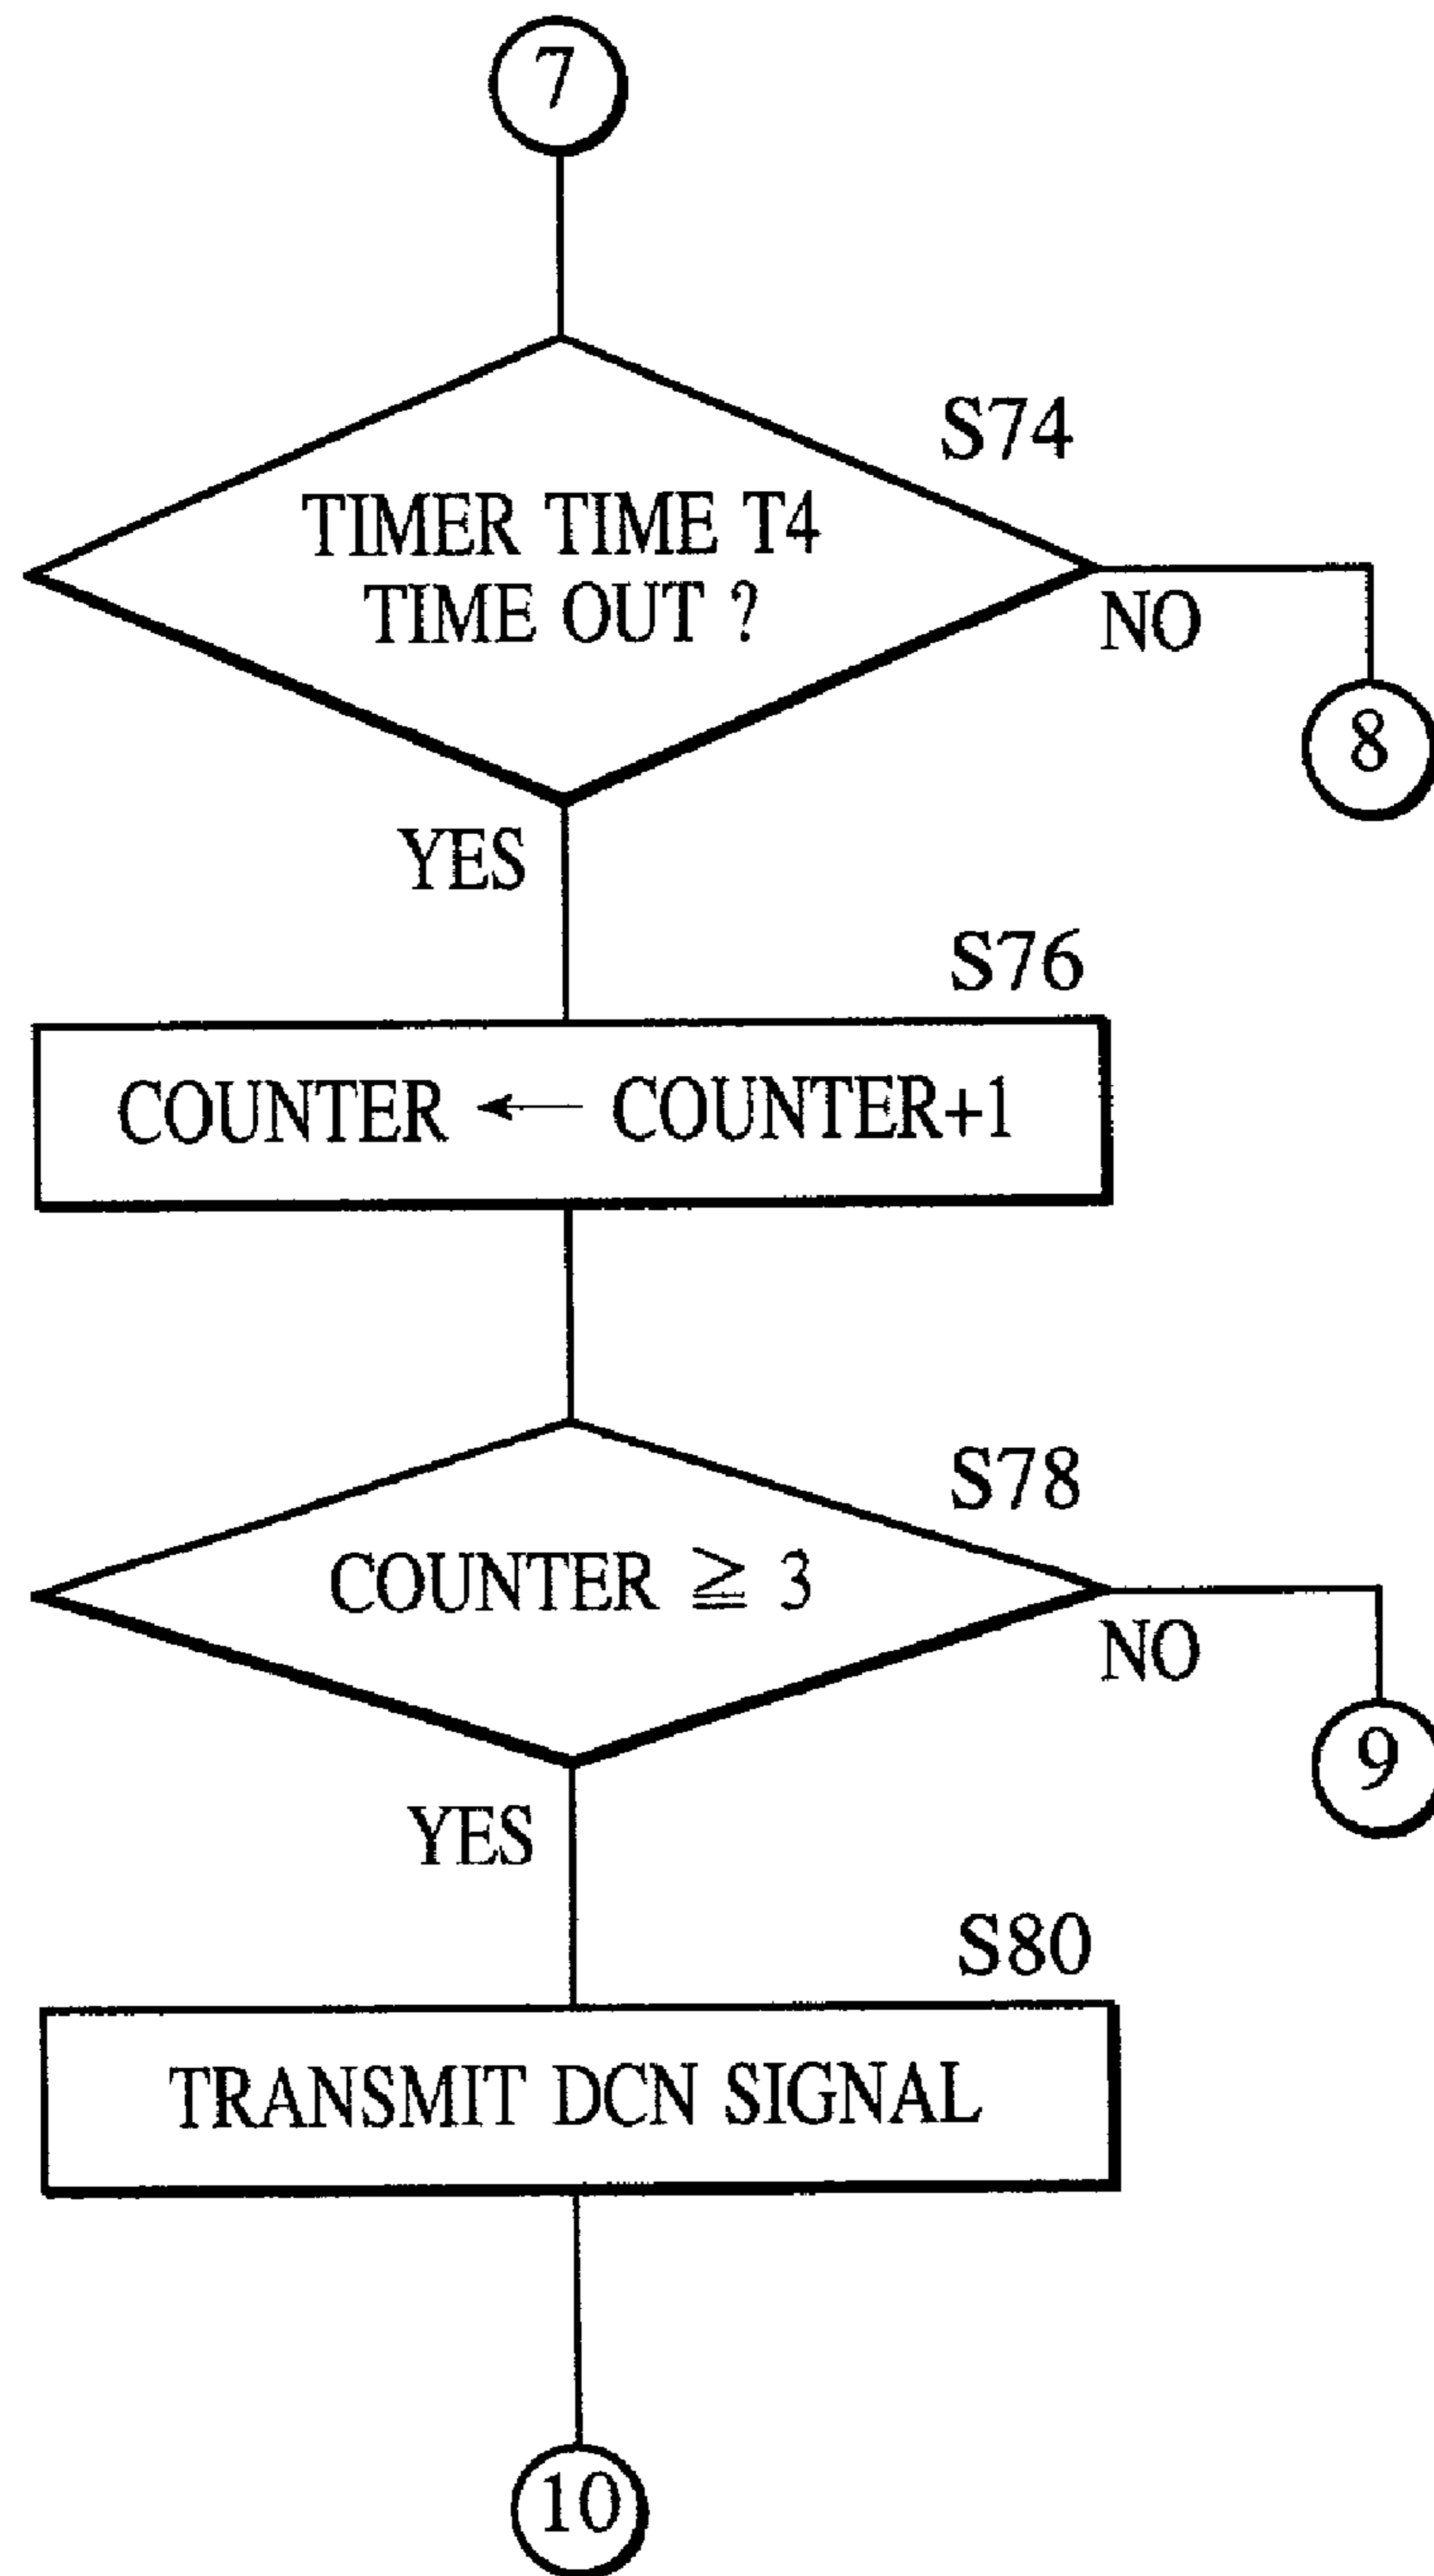 7
S74
TIMER TIME T4
TIME OUT ?
NO
8
YES
S76
COUNTER ← COUNTER+1
S78
COUNTER ≧ 3
NO
9
YES
S80
TRANSMIT DCN SIGNAL
10